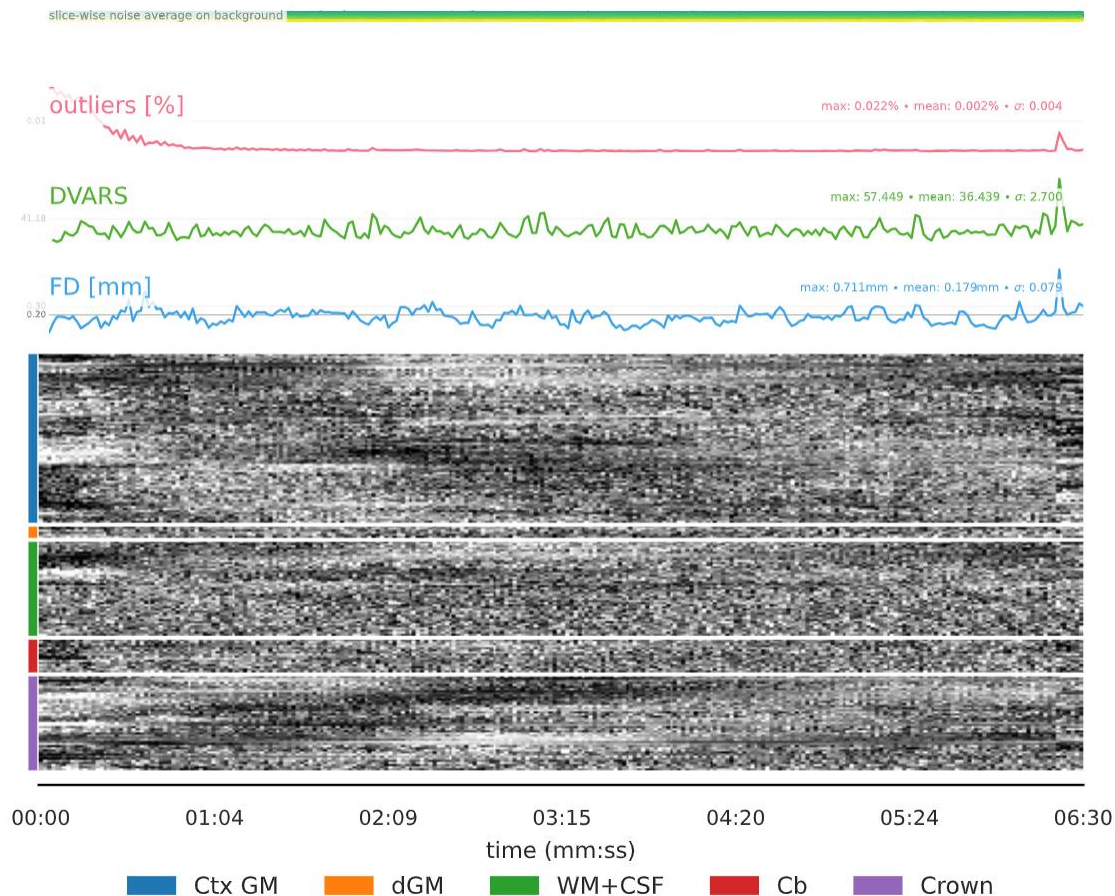 slice-wise noise average on background
outliers [%]
max: 0.022% • mean: 0.002% • σ: 0.004
0.01
DVARS
max: 57.449 • mean: 36.439 • σ: 2.700
41.18
FD [mm]
max: 0.711mm • mean: 0.179mm • σ: 0.079
0.30
0.20
00:00 01:04 02:09 03:15 04:20 05:24 06:30
time (mm:ss)
Ctx GM dGM WM+CSF Cb Crown